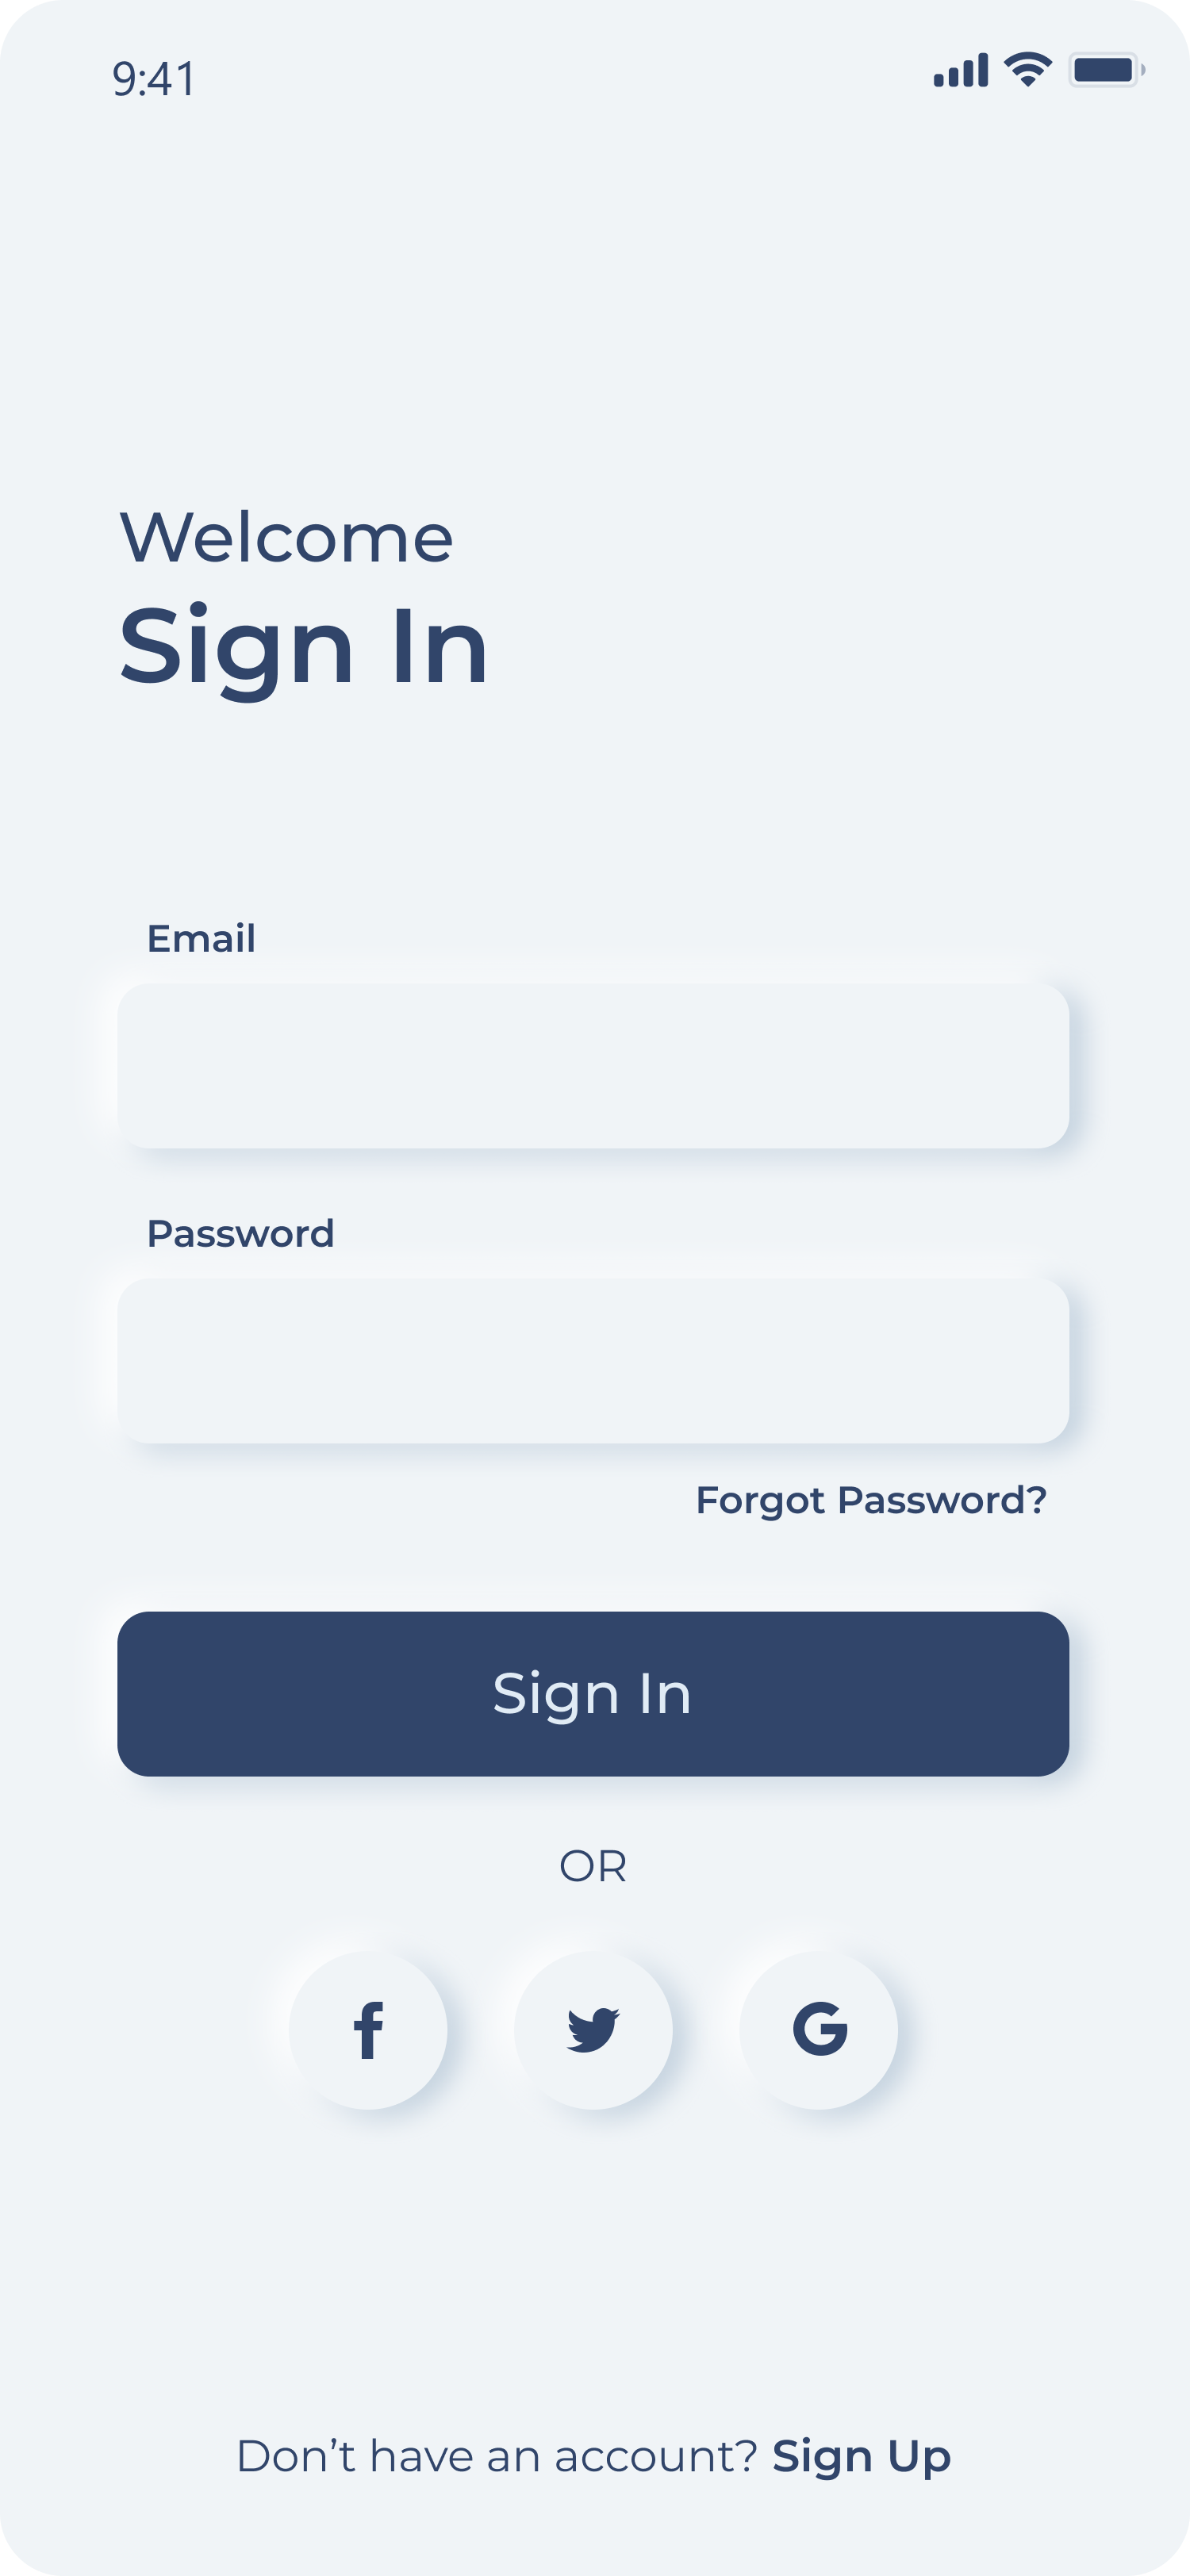 9:41
Welcome
Sign In
Email
Password
Forgot Password?
Sign In
OR
Don’t have an account? Sign Up